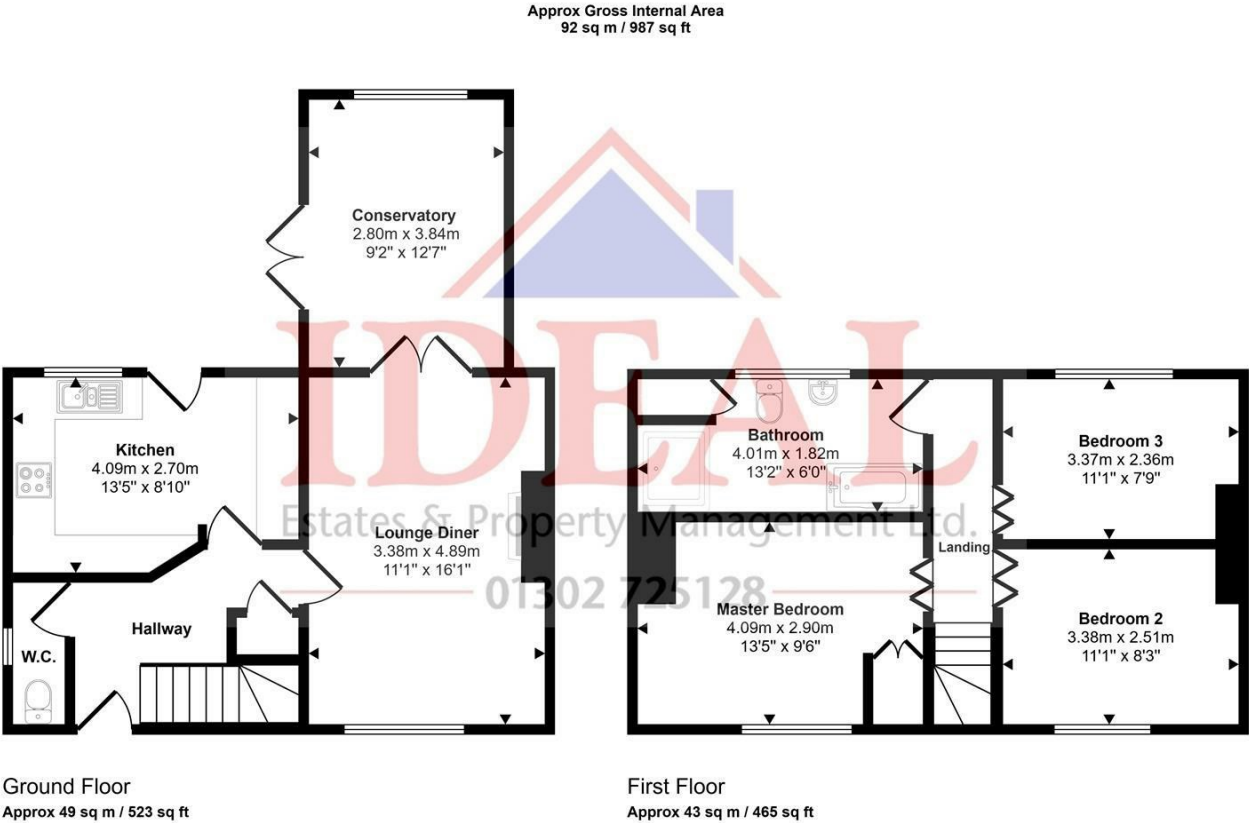 Approx Gross Internal Area
92 sq m / 987 sq ft
Conservatory
2.80m x 3.84m
9'2" x 12'7"
IDEAL
Estates & Property Management Ltd.
01302 725128
Kitchen
4.09m x 2.70m
13'5" x 8'10"
Lounge Diner
3.38m x 4.89m
11'1" x 16'1"
Hallway
W.C.
Bathroom
4.01m x 1.82m
13'2" x 6'0"
Bedroom 3
3.37m x 2.36m
11'1" x 7'9"
Landing
Master Bedroom
4.09m x 2.90m
13'5" x 9'6"
Bedroom 2
3.38m x 2.51m
11'1" x 8'3"
Ground Floor
Approx 49 sq m / 523 sq ft
First Floor
Approx 43 sq m / 465 sq ft